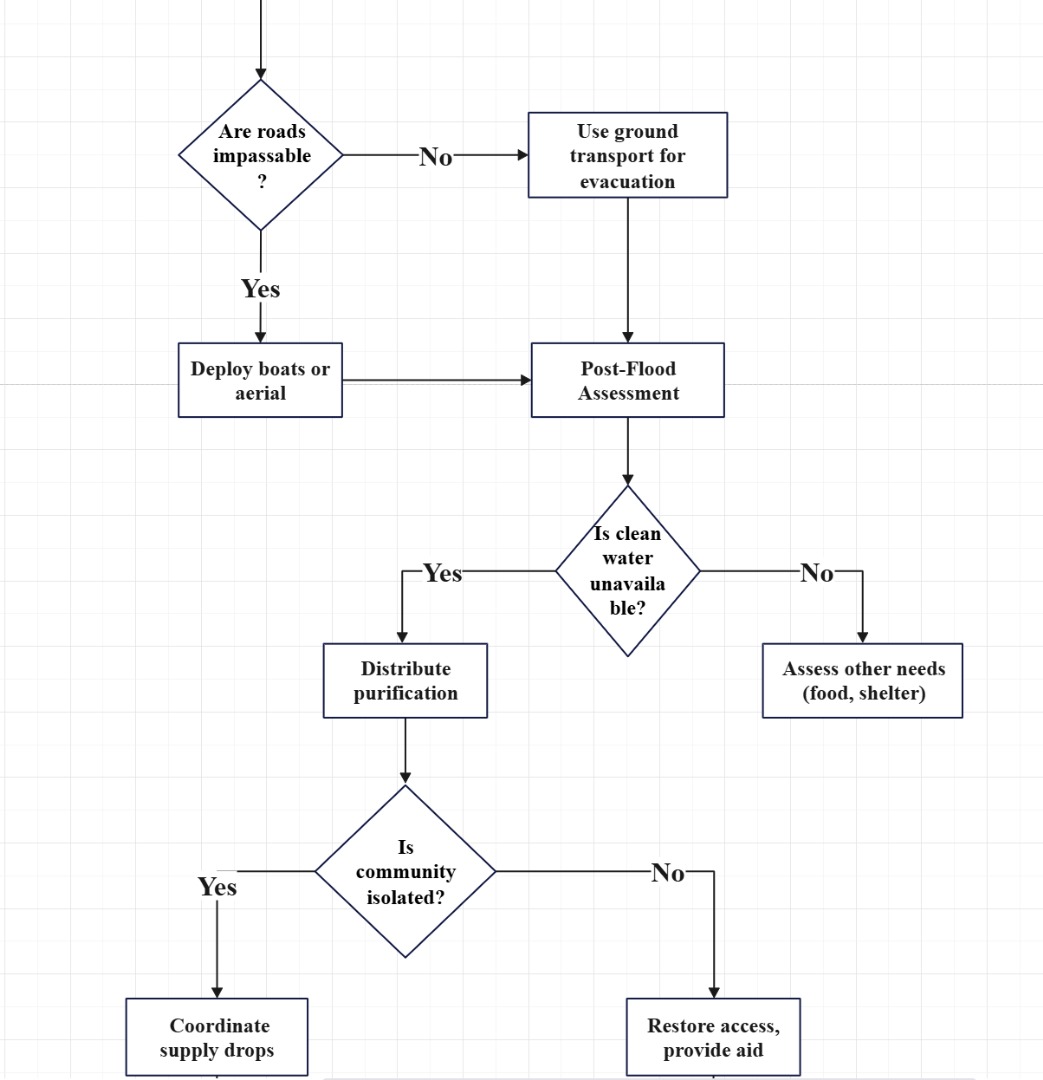 Are roads
impassable
?
No
Use ground
transport for
evacuation
Yes
Deploy boats or
aerial
Post-Flood
Assessment
Is clean
water
unavaila
ble?
Yes
No
Distribute
purification
Assess other needs
(food, shelter)
Is
community
isolated?
Yes
No
Coordinate
supply drops
Restore access,
provide aid